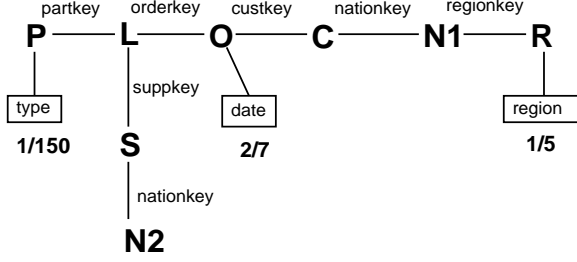 partkey orderkey custkey nationkey regionkey
P L O C N1 R
type suppkey date region
1/150 S 2/7 1/5
nationkey
N2